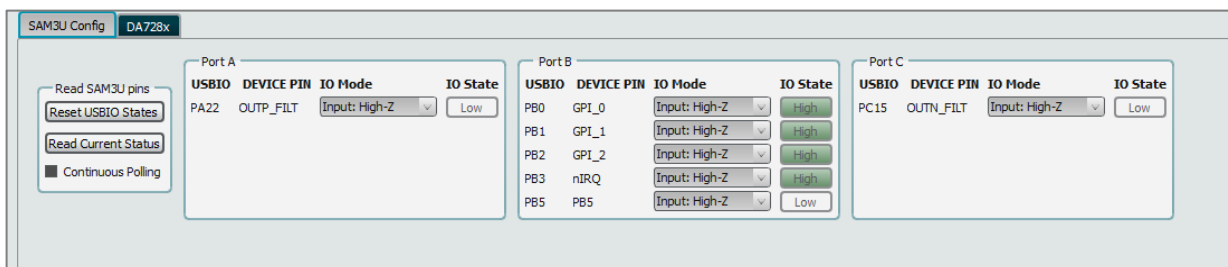 SAM3U Config DA728x
Read SAM3U pins
Reset USBIO States
Read Current Status
Continuous Polling
Port A
USBIO DEVICE PIN IO Mode IO State
PA22 OUTP_FILT Input: High-Z Low
Port B
USBIO DEVICE PIN IO Mode IO State
PB0 GPI_0 Input: High-Z High
PB1 GPI_1 Input: High-Z High
PB2 GPI_2 Input: High-Z High
PB3 nIRQ Input: High-Z High
PB5 PB5 Input: High-Z Low
Port C
USBIO DEVICE PIN IO Mode IO State
PC15 OUTN_FILT Input: High-Z Low